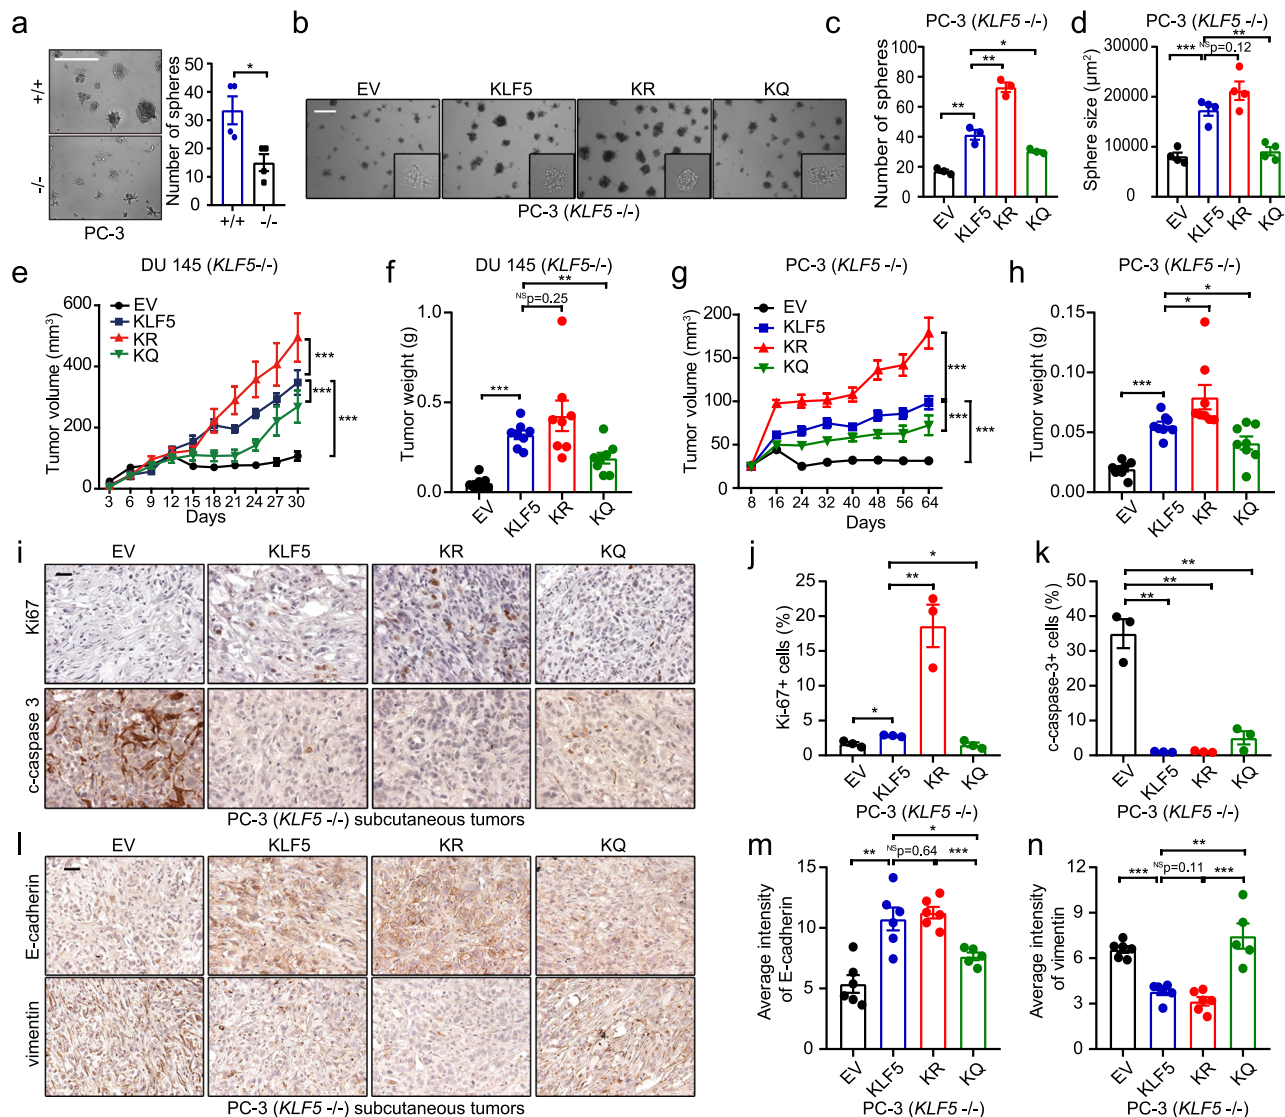 a
+/+
-/-
PC-3
Number of spheres
50
40
30
20
10
0
*
+/+
-/-
b
EV
KLF5
KR
KQ
PC-3 (KLF5 -/-)
c
PC-3 (KLF5 -/-)
Number of spheres
100
80
60
40
20
0
**
**
*
EV
KLF5
KR
KQ
d
PC-3 (KLF5 -/-)
Sphere size (µm²)
30000
20000
10000
0
***
NSp=0.12
**
EV
KLF5
KR
KQ
e
DU 145 (KLF5-/-)
Tumor volume (mm³)
600
400
200
0
EV
KLF5
KR
KQ
***
***
***
3
6
9
12
15
18
21
24
27
30
Days
f
DU 145 (KLF5-/-)
Tumor weight (g)
1.0
0.5
0.0
***
NSp=0.25
**
EV
KLF5
KR
KQ
g
PC-3 (KLF5 -/-)
Tumor volume (mm³)
200
150
100
50
0
EV
KLF5
KR
KQ
***
***
***
8
16
24
32
40
48
56
64
Days
h
PC-3 (KLF5 -/-)
Tumor weight (g)
0.15
0.10
0.05
0.00
***
*
*
EV
KLF5
KR
KQ
i
EV
KLF5
KR
KQ
Ki67
c-caspase 3
PC-3 (KLF5 -/-) subcutaneous tumors
j
Ki-67+ cells (%)
25
20
15
10
5
0
*
**
*
EV
KLF5
KR
KQ
PC-3 (KLF5 -/-)
k
c-caspase-3+ cells (%)
50
40
30
20
10
0
**
**
**
EV
KLF5
KR
KQ
PC-3 (KLF5 -/-)
l
EV
KLF5
KR
KQ
E-cadherin
vimentin
PC-3 (KLF5 -/-) subcutaneous tumors
m
Average intensity
of E-cadherin
15
10
5
0
**
NSp=0.64
***
*
EV
KLF5
KR
KQ
PC-3 (KLF5 -/-)
n
Average intensity
of vimentin
12
9
6
3
0
***
NSp=0.11
***
**
EV
KLF5
KR
KQ
PC-3 (KLF5 -/-)